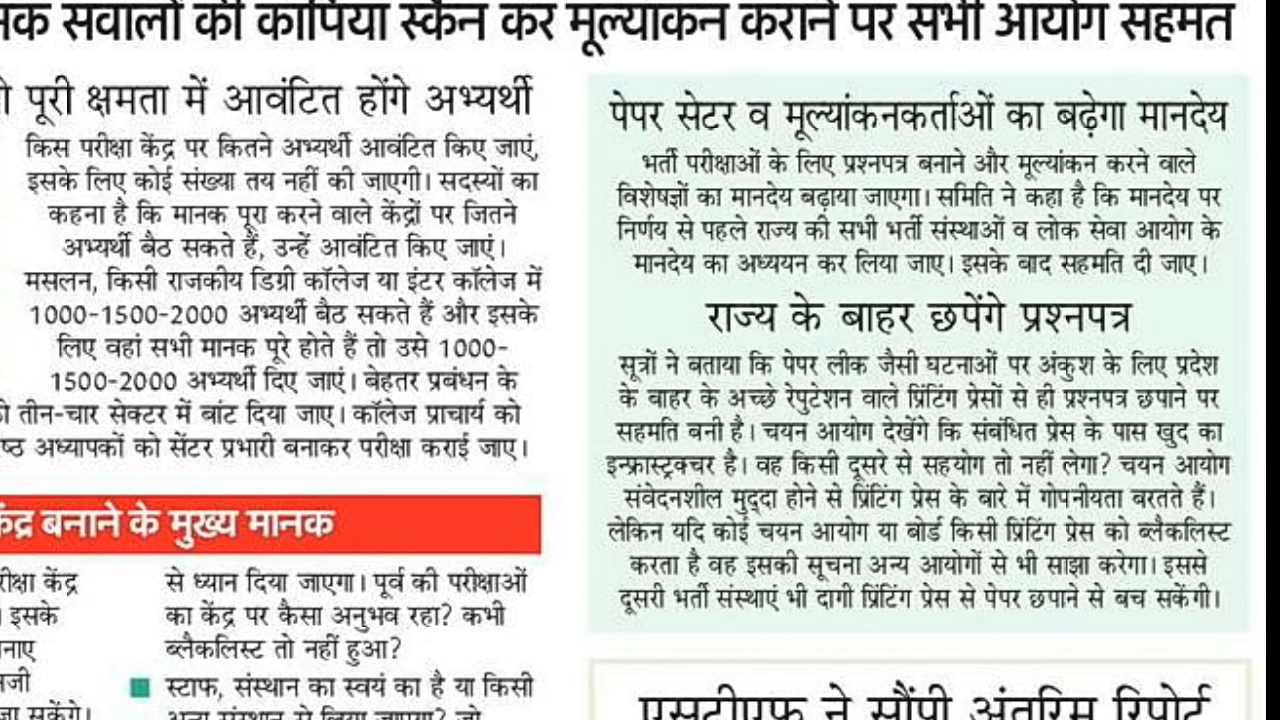 सवालों की कॉपियां स्कैन कर मूल्यांकन कराने पर सभी आयोग सहमत
पूरी क्षमता में आवंटित होंगे अभ्यर्थी
किस परीक्षा केंद्र पर कितने अभ्यर्थी आवंटित किए जाएं,
इसके लिए कोई संख्या तय नहीं की जाएगी। सदस्यों का
कहना है कि मानक पूरा करने वाले केंद्रों पर जितने
अभ्यर्थी बैठ सकते हैं, उन्हें आवंटित किए जाएं।
मसलन, किसी राजकीय डिग्री कॉलेज या इंटर कॉलेज में
1000-1500-2000 अभ्यर्थी बैठ सकते हैं और इसके
लिए वहां सभी मानक पूरे होते हैं तो उसे 1000-
1500-2000 अभ्यर्थी दिए जाएं। बेहतर प्रबंधन के
तीन-चार सेक्टर में बांट दिया जाए। कॉलेज प्राचार्य को
अध्यापकों को सेंटर प्रभारी बनाकर परीक्षा कराई जाए।
केंद्र बनाने के मुख्य मानक
केंद्र
इसके
से ध्यान दिया जाएगा। पूर्व की परीक्षाओं
का केंद्र पर कैसा अनुभव रहा? कभी
ब्लैकलिस्ट तो नहीं हुआ?
स्टाफ, संस्थान का स्वयं का है या किसी
पेपर सेटर व मूल्यांकनकर्ताओं का बढ़ेगा मानदेय
भर्ती परीक्षाओं के लिए प्रश्नपत्र बनाने और मूल्यांकन करने वाले
विशेषज्ञों का मानदेय बढ़ाया जाएगा। समिति ने कहा है कि मानदेय पर
निर्णय से पहले राज्य की सभी भर्ती संस्थाओं व लोक सेवा आयोग के
मानदेय का अध्ययन कर लिया जाए। इसके बाद सहमति दी जाए।
राज्य के बाहर छपेंगे प्रश्नपत्र
सूत्रों ने बताया कि पेपर लीक जैसी घटनाओं पर अंकुश के लिए प्रदेश
के बाहर के अच्छे रेपुटेशन वाले प्रिंटिंग प्रेसों से ही प्रश्नपत्र छपाने पर
सहमति बनी है। चयन आयोग देखेंगे कि संबंधित प्रेस के पास खुद का
इन्फ्रास्ट्रक्चर है। वह किसी दूसरे से सहयोग तो नहीं लेगा? चयन आयोग
संवेदनशील मुद्दा होने से प्रिंटिंग प्रेस के बारे में गोपनीयता बरतते हैं।
लेकिन यदि कोई चयन आयोग या बोर्ड किसी प्रिंटिंग प्रेस को ब्लैकलिस्ट
करता है वह इसकी सूचना अन्य आयोगों से भी साझा करेगा। इससे
दूसरी भर्ती संस्थाएं भी दागी प्रिंटिंग प्रेस से पेपर छपाने से बच सकेंगी।
एसटीएफ ने सौंपी अंतरिम रिपोर्ट